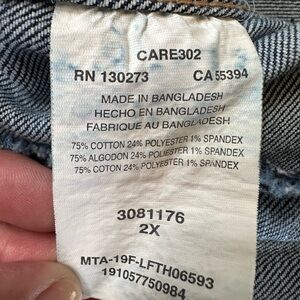 CARE302
RN 130273 CA 55394
MADE IN BANGLADESH
HECHO EN BANGLADESH
FABRIQUE AU BANGLADESH
75% COTTON 24% POLYESTER 1% SPANDEX
75% ALGODON 24% POLIESTER 1% SPANDEX
75% COTON 24% POLYESTER 1% SPANDEX
3081176
2X
MTA-19F-LFTH06593
191057750984